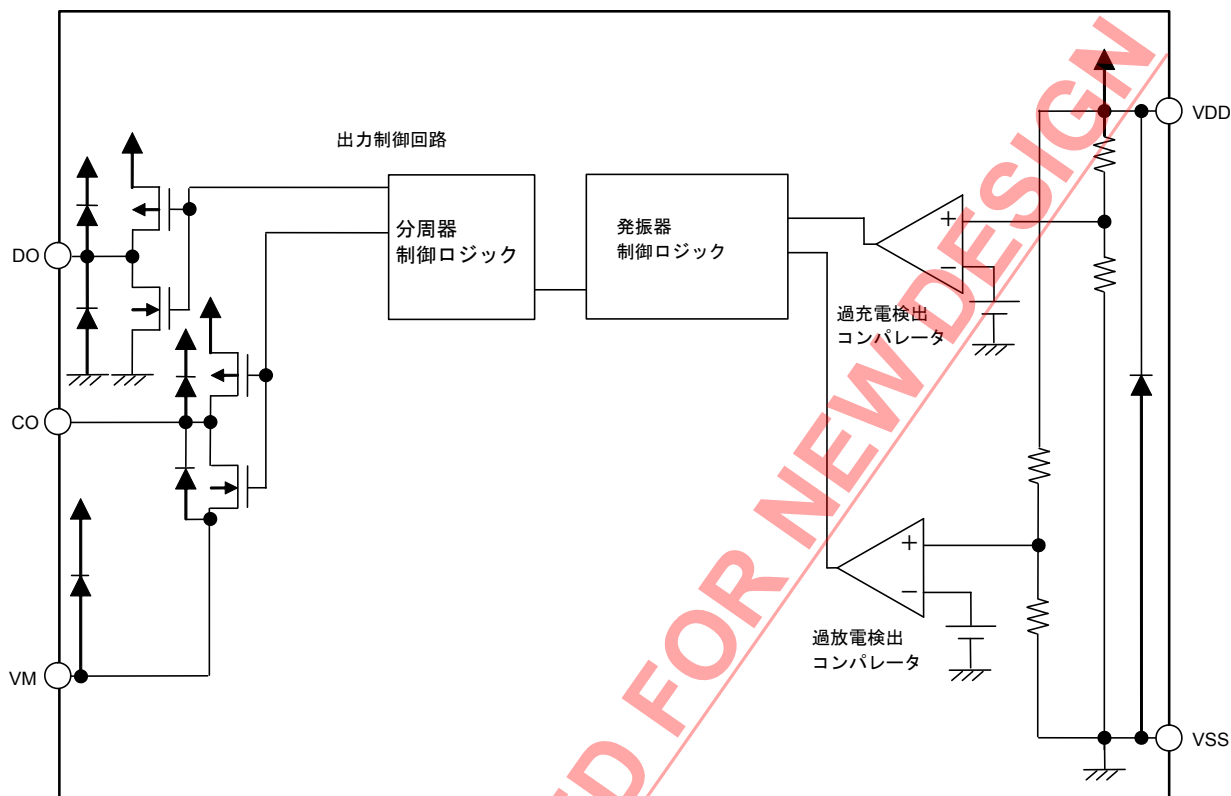 出力制御回路
VDD
分周器
制御ロジック
発振器
制御ロジック
DO
+
−
過充電検出
コンパレータ
CO
+
−
過放電検出
コンパレータ
VM
VSS
D FOR NEW DESIGN